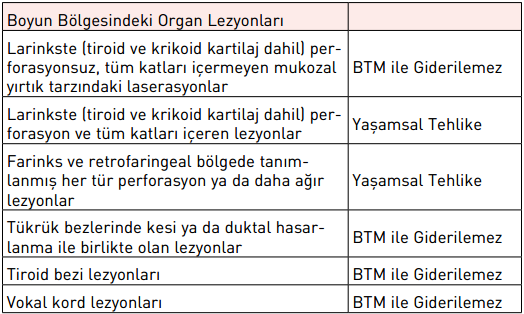 Boyun Bölgesindeki Organ Lezyonları
Larinkste (tiroid ve krikoid kartilaj dahil) per-
forasyonsuz, tüm katları içermeyen mukozal
yırtık tarzındaki laserasyonlar
BTM ile Giderilemez
Larinkste (tiroid ve krikoid kartilaj dahil) per-
forasyon ve tüm katları içeren lezyonlar
Yaşamsal Tehlike
Farinks ve retrofaringeal bölgede tanım-
lanmış her tür perforasyon ya da daha ağır
lezyonlar
Yaşamsal Tehlike
Tükrük bezlerinde kesi ya da duktal hasar-
lanma ile birlikte olan lezyonlar
BTM ile Giderilemez
Tiroid bezi lezyonları
BTM ile Giderilemez
Vokal kord lezyonları
BTM ile Giderilemez